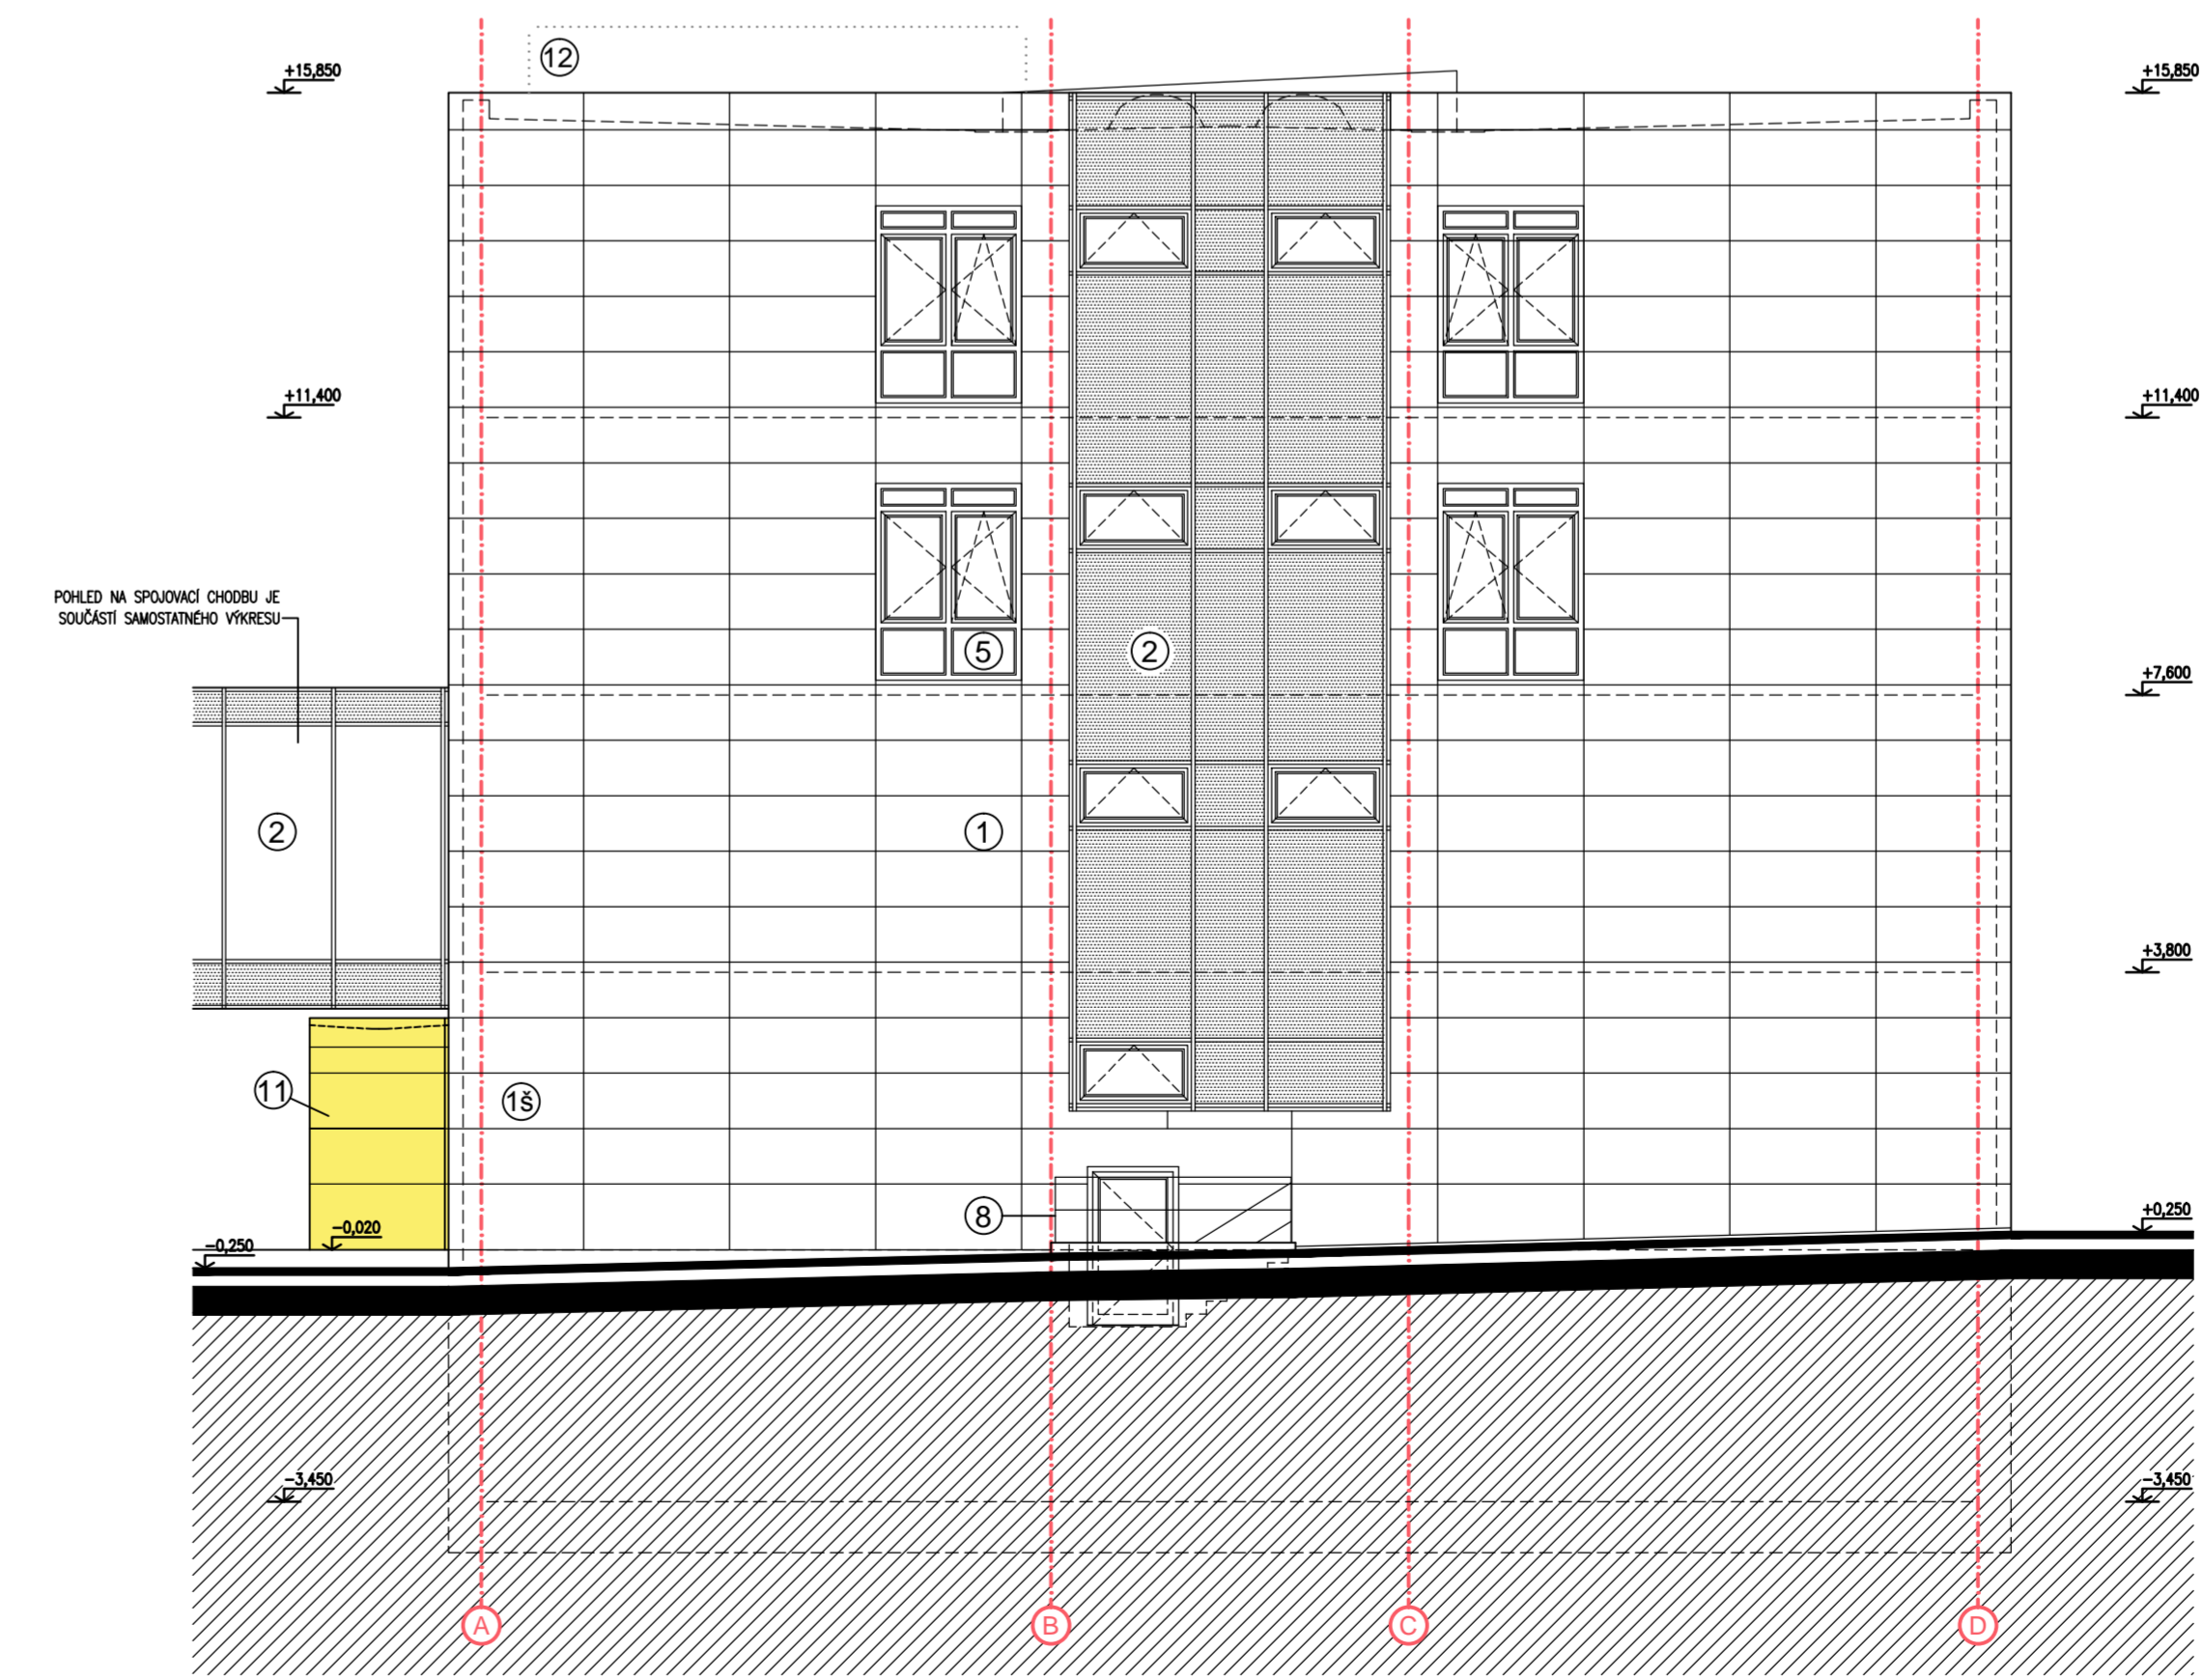 12
+15,850
+15,850
+11,400
+11,400
POHLED NA SPOJOVACÍ CHODBU JE
SOUČÁSTÍ SAMOSTATNÉHO VÝKRESU
5
2
+7,600
2
1
+3,800
11
1š
8
-0,020
-0,250
+0,250
-3,450
-3,450
A
B
C
D